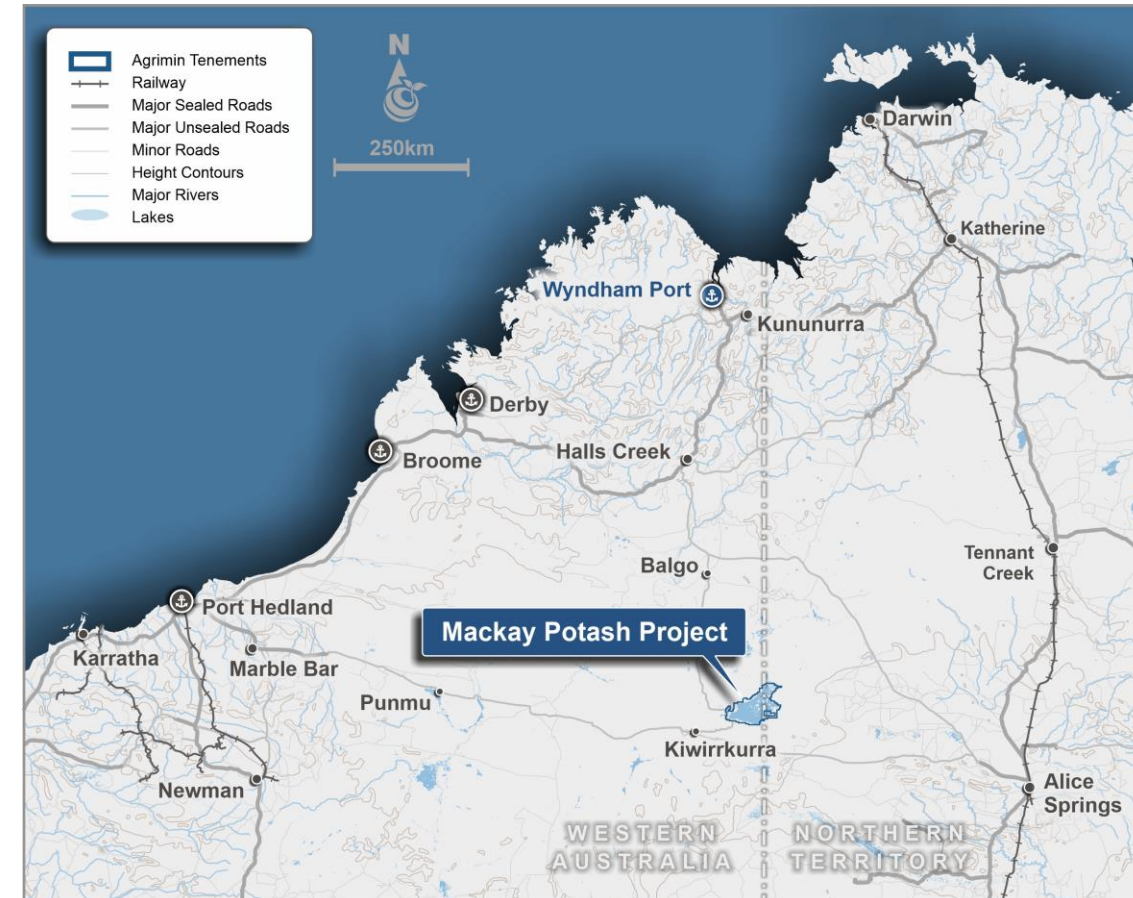 Agrimin Tenements
Railway
Major Sealed Roads
Major Unsealed Roads
Minor Roads
Height Contours
Major Rivers
Lakes
N
250km
Darwin
Katherine
Wyndham Port
Kununurra
Derby
Broome
Halls Creek
Tennant
Creek
Balgo
Port Hedland
Mackay Potash Project
Karratha
Marble Bar
Punmu
Kiwirrkurra
Newman
Alice
Springs
WESTERN
AUSTRALIA
NORTHERN
TERRITORY